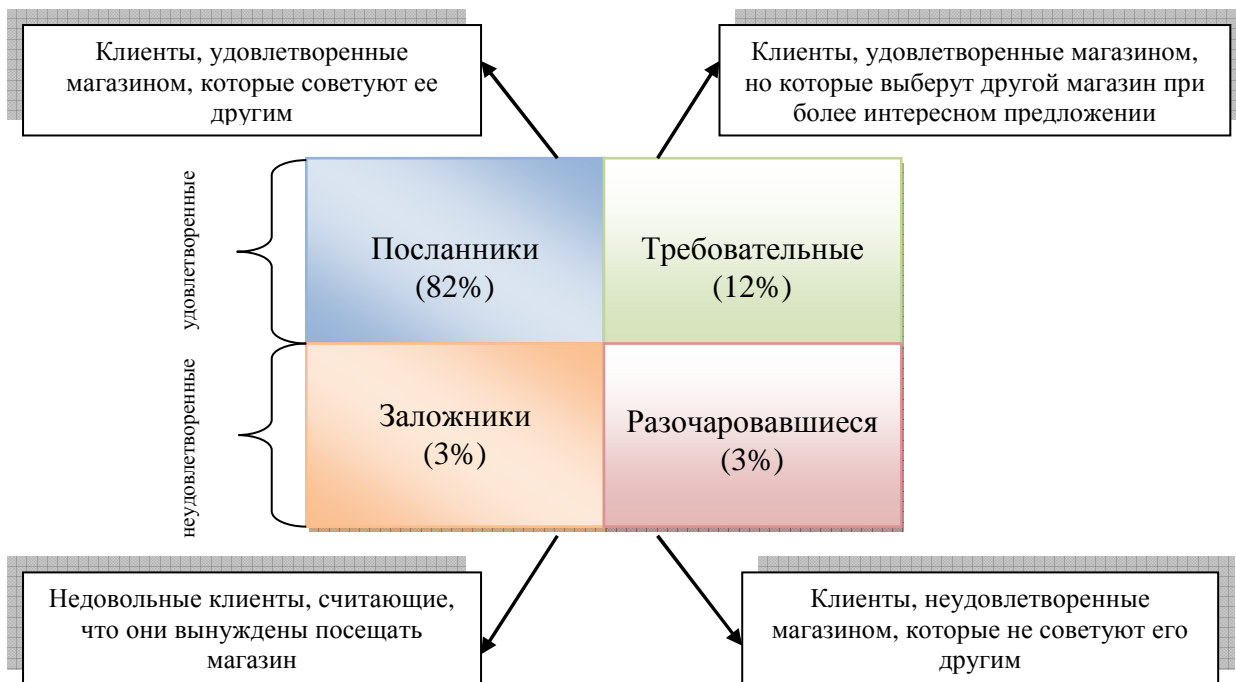 Клиенты, удовлетворенные
магазином, которые советуют ее
другим
Клиенты, удовлетворенные магазином,
но которые выберут другой магазин при
более интересном предложении
удовлетворенные
Посланники
(82%)
Требовательные
(12%)
неудовлетворенные
Заложники
(3%)
Разочаровавшиеся
(3%)
Недовольные клиенты, считающие,
что они вынуждены посещать
магазин
Клиенты, неудовлетворенные
магазином, которые не советуют его
другим